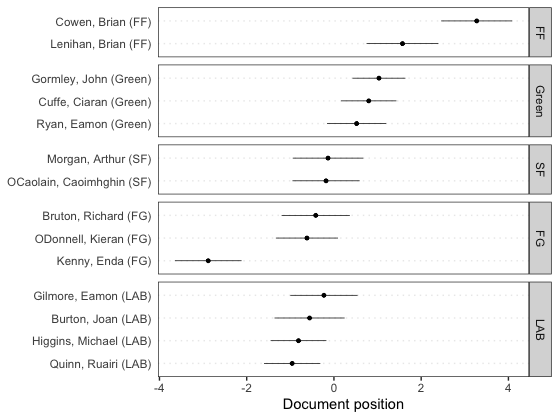 Cowen, Brian (FF)
Lenihan, Brian (FF)
FF
Gormley, John (Green)
Cuffe, Ciaran (Green)
Ryan, Eamon (Green)
Green
Morgan, Arthur (SF)
OCaolain, Caoimhghin (SF)
SF
Bruton, Richard (FG)
ODonnell, Kieran (FG)
Kenny, Enda (FG)
FG
Gilmore, Eamon (LAB)
Burton, Joan (LAB)
Higgins, Michael (LAB)
Quinn, Ruairi (LAB)
LAB
-4 -2 0 2 4
Document position